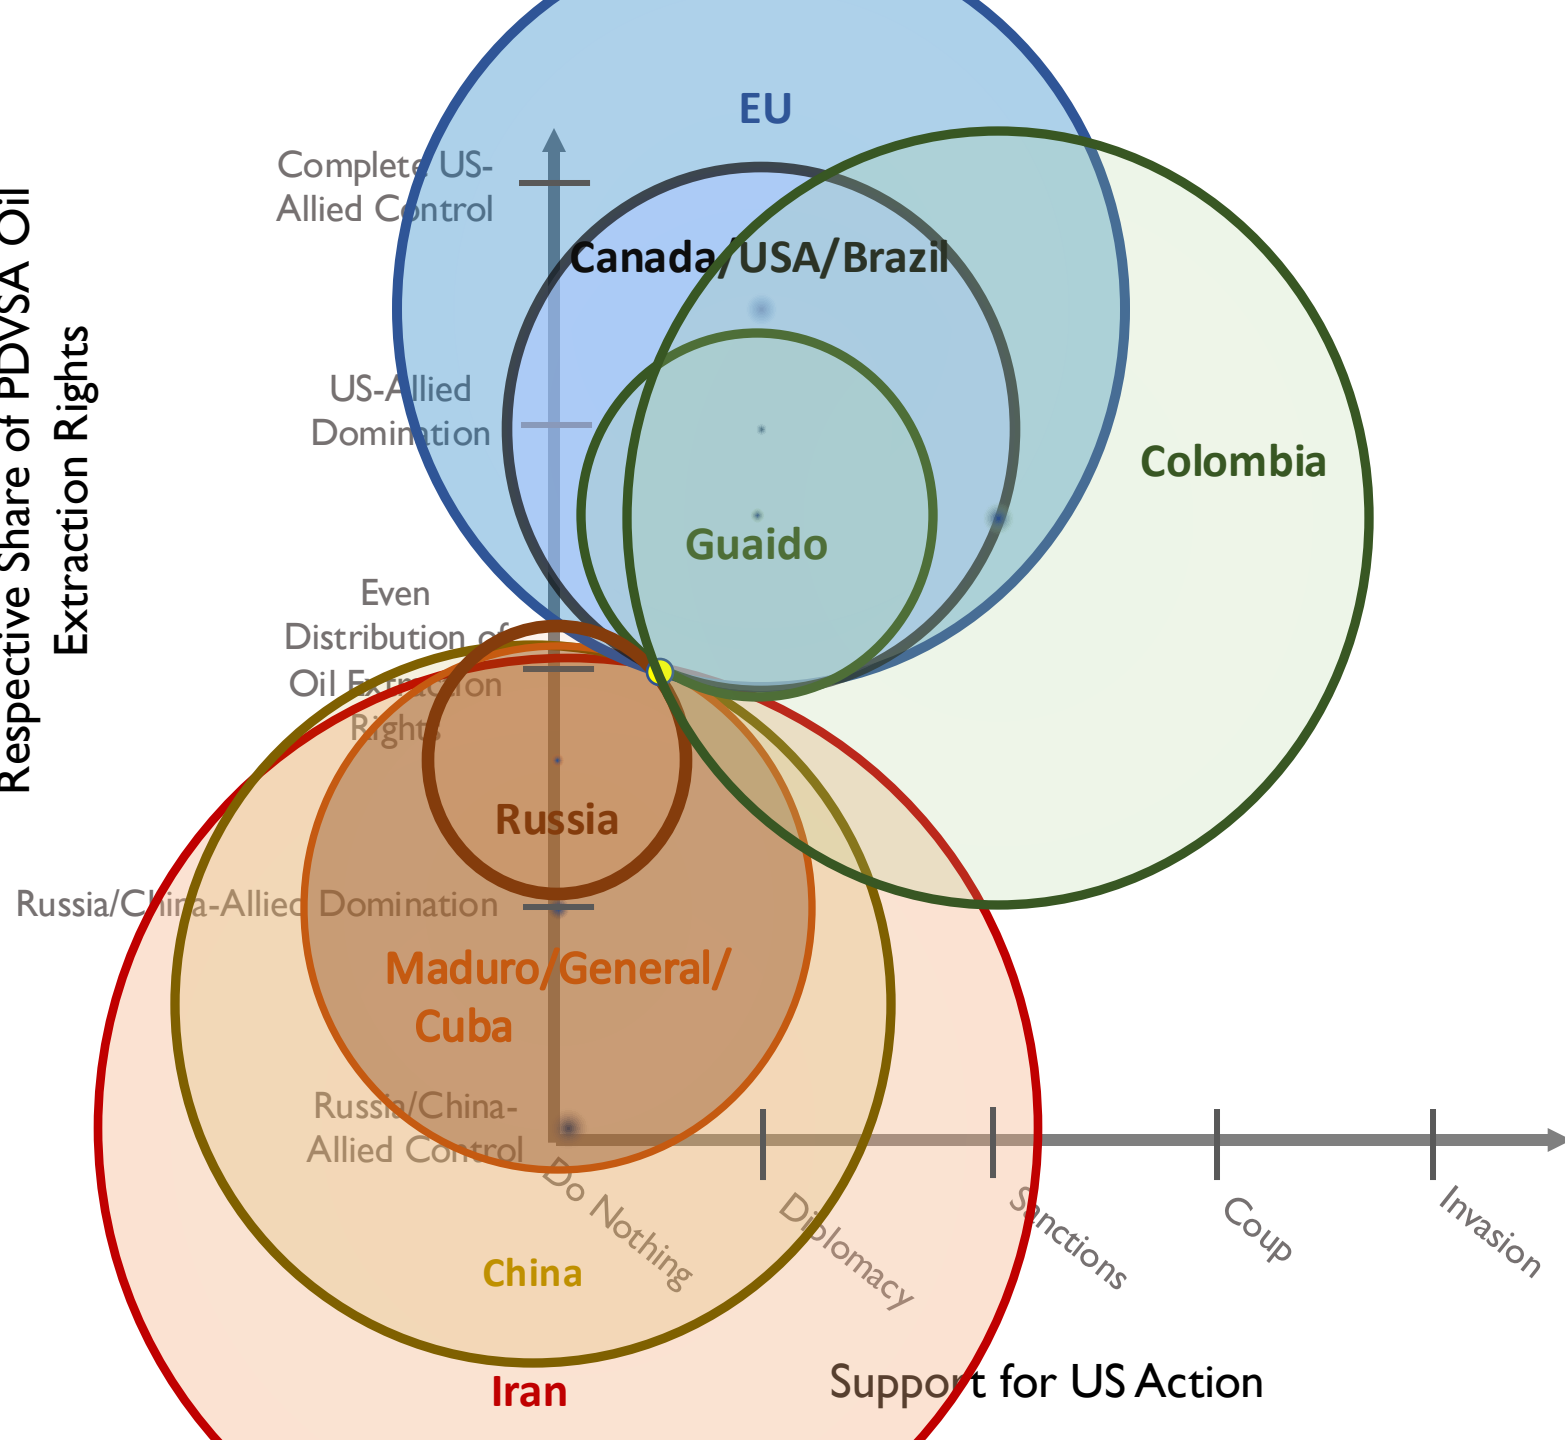 Respective Share of PDVSA Oil
Extraction Rights
EU
Complete US-
Allied Control
Canada/USA/Brazil
US-Allied
Domination
Colombia
Guaido
Even
Distribution of
Oil Extraction
Rights
Russia
Russia/China-Allied Domination
Maduro/General/
Cuba
Russia/China-
Allied Control
Do Nothing
Diplomacy
Sanctions
Coup
Invasion
China
Iran
Support for US Action